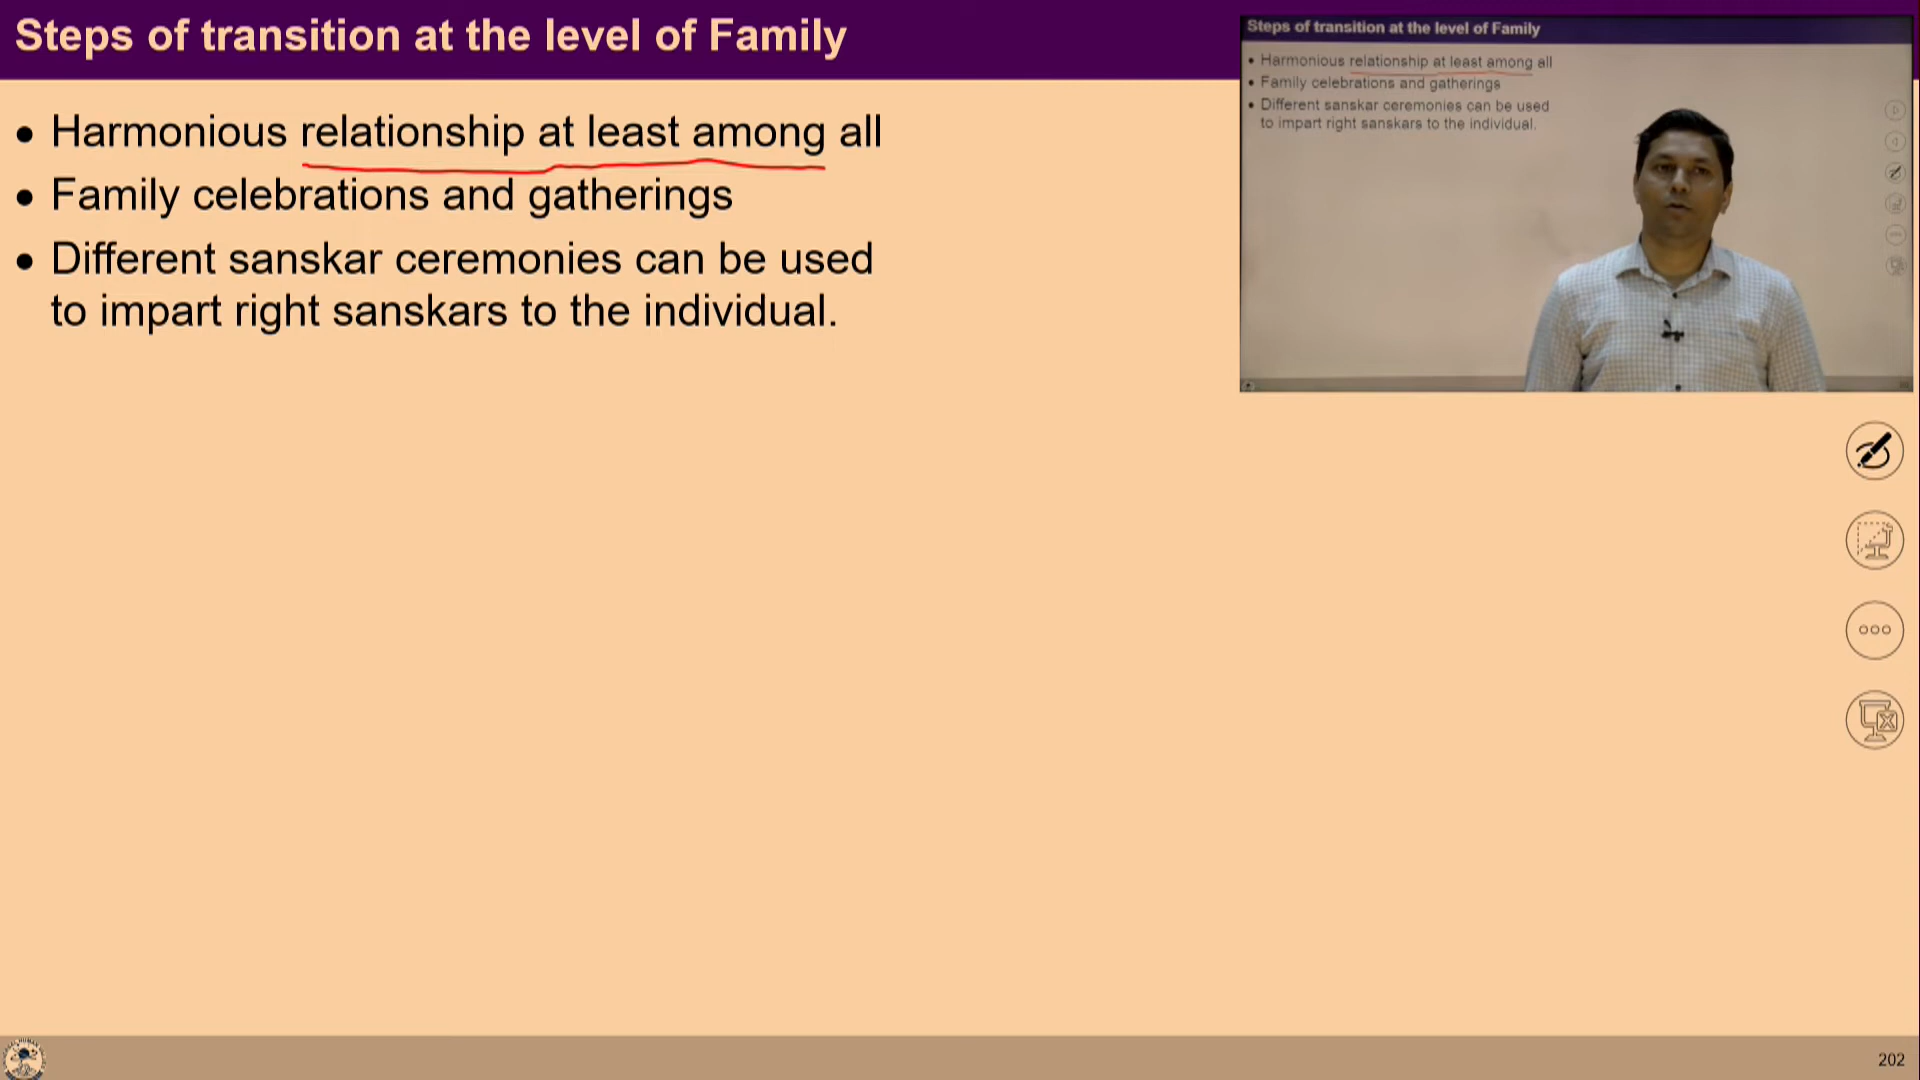 Steps of transition at the level of Family
• Harmonious relationship at least among all
• Family celebrations and gatherings
• Different sanskar ceremonies can be used
to impart right sanskars to the individual.
Steps of transition at the level of Family
• Harmonious relationship at least among all
• Family celebrations and gatherings
• Different sanskar ceremonies can be used
to impart right sanskars to the individual.
202